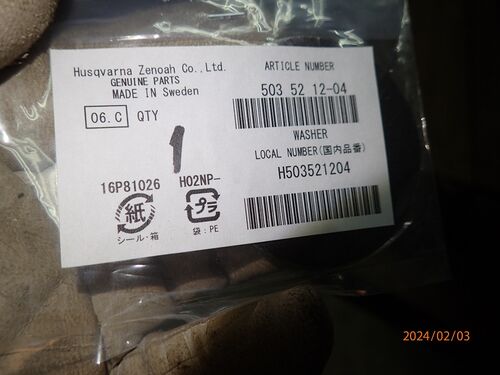 Husqvarna Zenoah Co.,Ltd.
GENUINE PARTS
MADE IN Sweden
06.C QTY
1
16P81026 H02NP-
紙
シール・箱
プラ
袋:PE
ARTICLE NUMBER
503 52 12-04
WASHER
LOCAL NUMBER(国内品番)
H503521204
2024/02/03